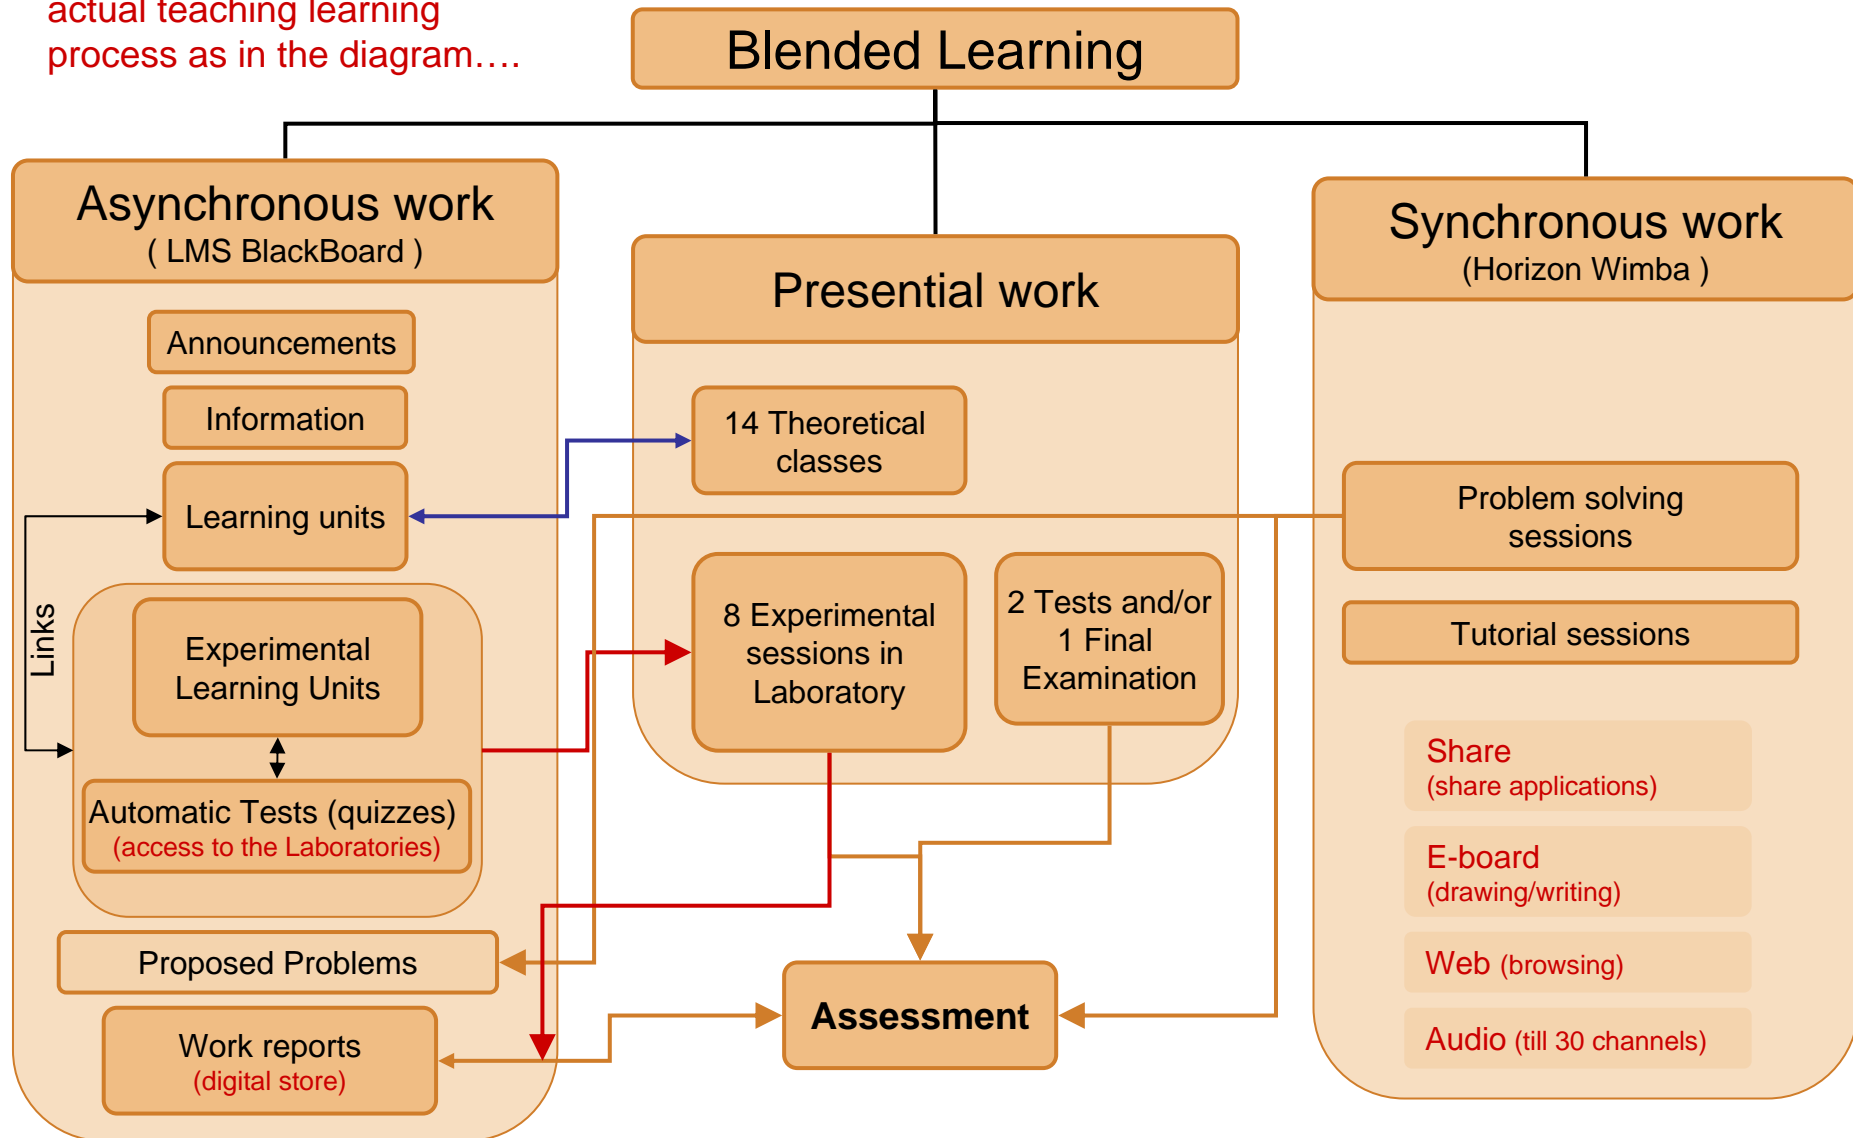 actual teaching learning
process as in the diagram….
Blended Learning
Asynchronous work
( LMS BlackBoard )
Announcements
Information
Learning units
Links
Experimental
Learning Units
Automatic Tests (quizzes)
(access to the Laboratories)
Proposed Problems
Work reports
(digital store)
Presential work
14 Theoretical
classes
8 Experimental
sessions in
Laboratory
2 Tests and/or
1 Final
Examination
Assessment
Synchronous work
(Horizon Wimba )
Problem solving
sessions
Tutorial sessions
Share
(share applications)
E-board
(drawing/writing)
Web (browsing)
Audio (till 30 channels)